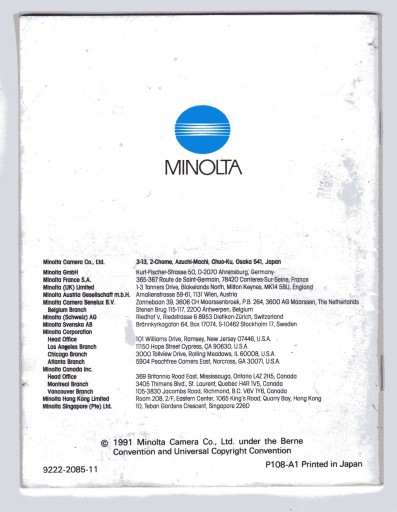 MINOLTA
Minolta Camera Co., Ltd. 3-13, 2-Chome, Azuchi-Machi, Chuo-Ku, Osaka 541, Japan
Minolta GmbH Kurt-Fischer-Strasse 50, D-2070 Ahrensburg, Germany
Minolta France S.A. 365-367 Route de Saint-Germain, 78420 Carrieres-Sur-Seine, France
Minolta (UK) Limited 1-3 Tanners Drive, Blakelands North, Milton Keynes, MK14 5BU, England
Minolta Austria Gesellschaft m.b.H. Amalienstrasse 59-61, 1131 Wien, Austria
Minolta Camera Benelux B.V. Zonnebaan 39, 3606 CH Maarssenbroek, P.B. 264, 3600 AG Maarssen, The Netherlands
Belgium Branch Stenen Brug 115-117, 2200 Antwerpen, Belgium
Minolta (Schweiz) AG Riedhof V, Riedstrasse 6 8953 Dietikon-Zürich, Switzerland
Minolta Svenska AB Brännkyrkagatan 64, Box 17074, S-10462 Stockholm 17, Sweden
Minolta Corporation
Head Office 101 Williams Drive, Ramsey, New Jersey 07446, U.S.A.
Los Angeles Branch 11150 Hope Street Cypress, CA 90630, U.S.A.
Chicago Branch 3000 Tollview Drive, Rolling Meadows, IL 60008, U.S.A.
Atlanta Branch 5904 Peachtree Corners East, Norcross, GA 30071, U.S.A.
Minolta Canada Inc.
Head Office 369 Britannia Road East, Mississauga, Ontario L4Z 2H5, Canada
Montreal Branch 3405 Thimens Blvd., St. Laurent, Quebec H4R 1V5, Canada
Vancouver Branch 105-3830 Jacombs Road, Richmond, B.C. V6V 1Y6, Canada
Minolta Hong Kong Limited Room 208, 2/F, Eastern Center, 1065 King's Road, Quarry Bay, Hong Kong
Minolta Singapore (Pte) Ltd. 10, Teban Gardens Crescent, Singapore 2260
© 1991 Minolta Camera Co., Ltd. under the Berne
Convention and Universal Copyright Convention
9222-2085-11 P108-A1 Printed in Japan